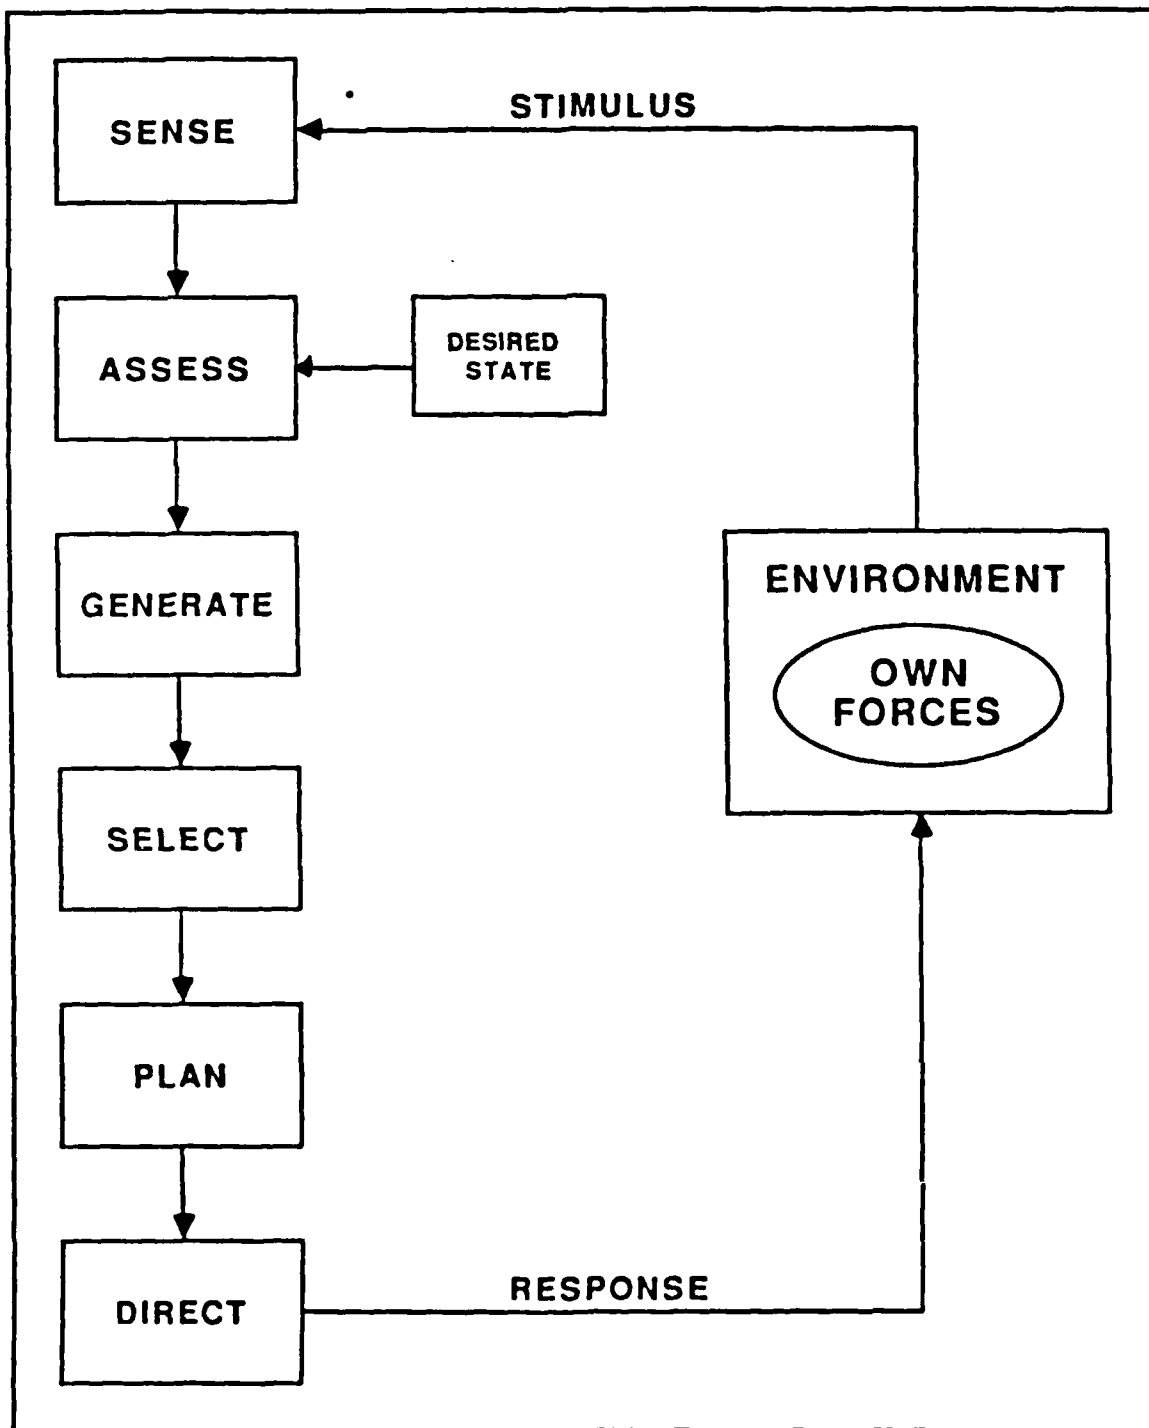 STIMULUS
SENSE
ASSESS
DESIRED
STATE
GENERATE
ENVIRONMENT
OWN
FORCES
SELECT
PLAN
DIRECT
RESPONSE